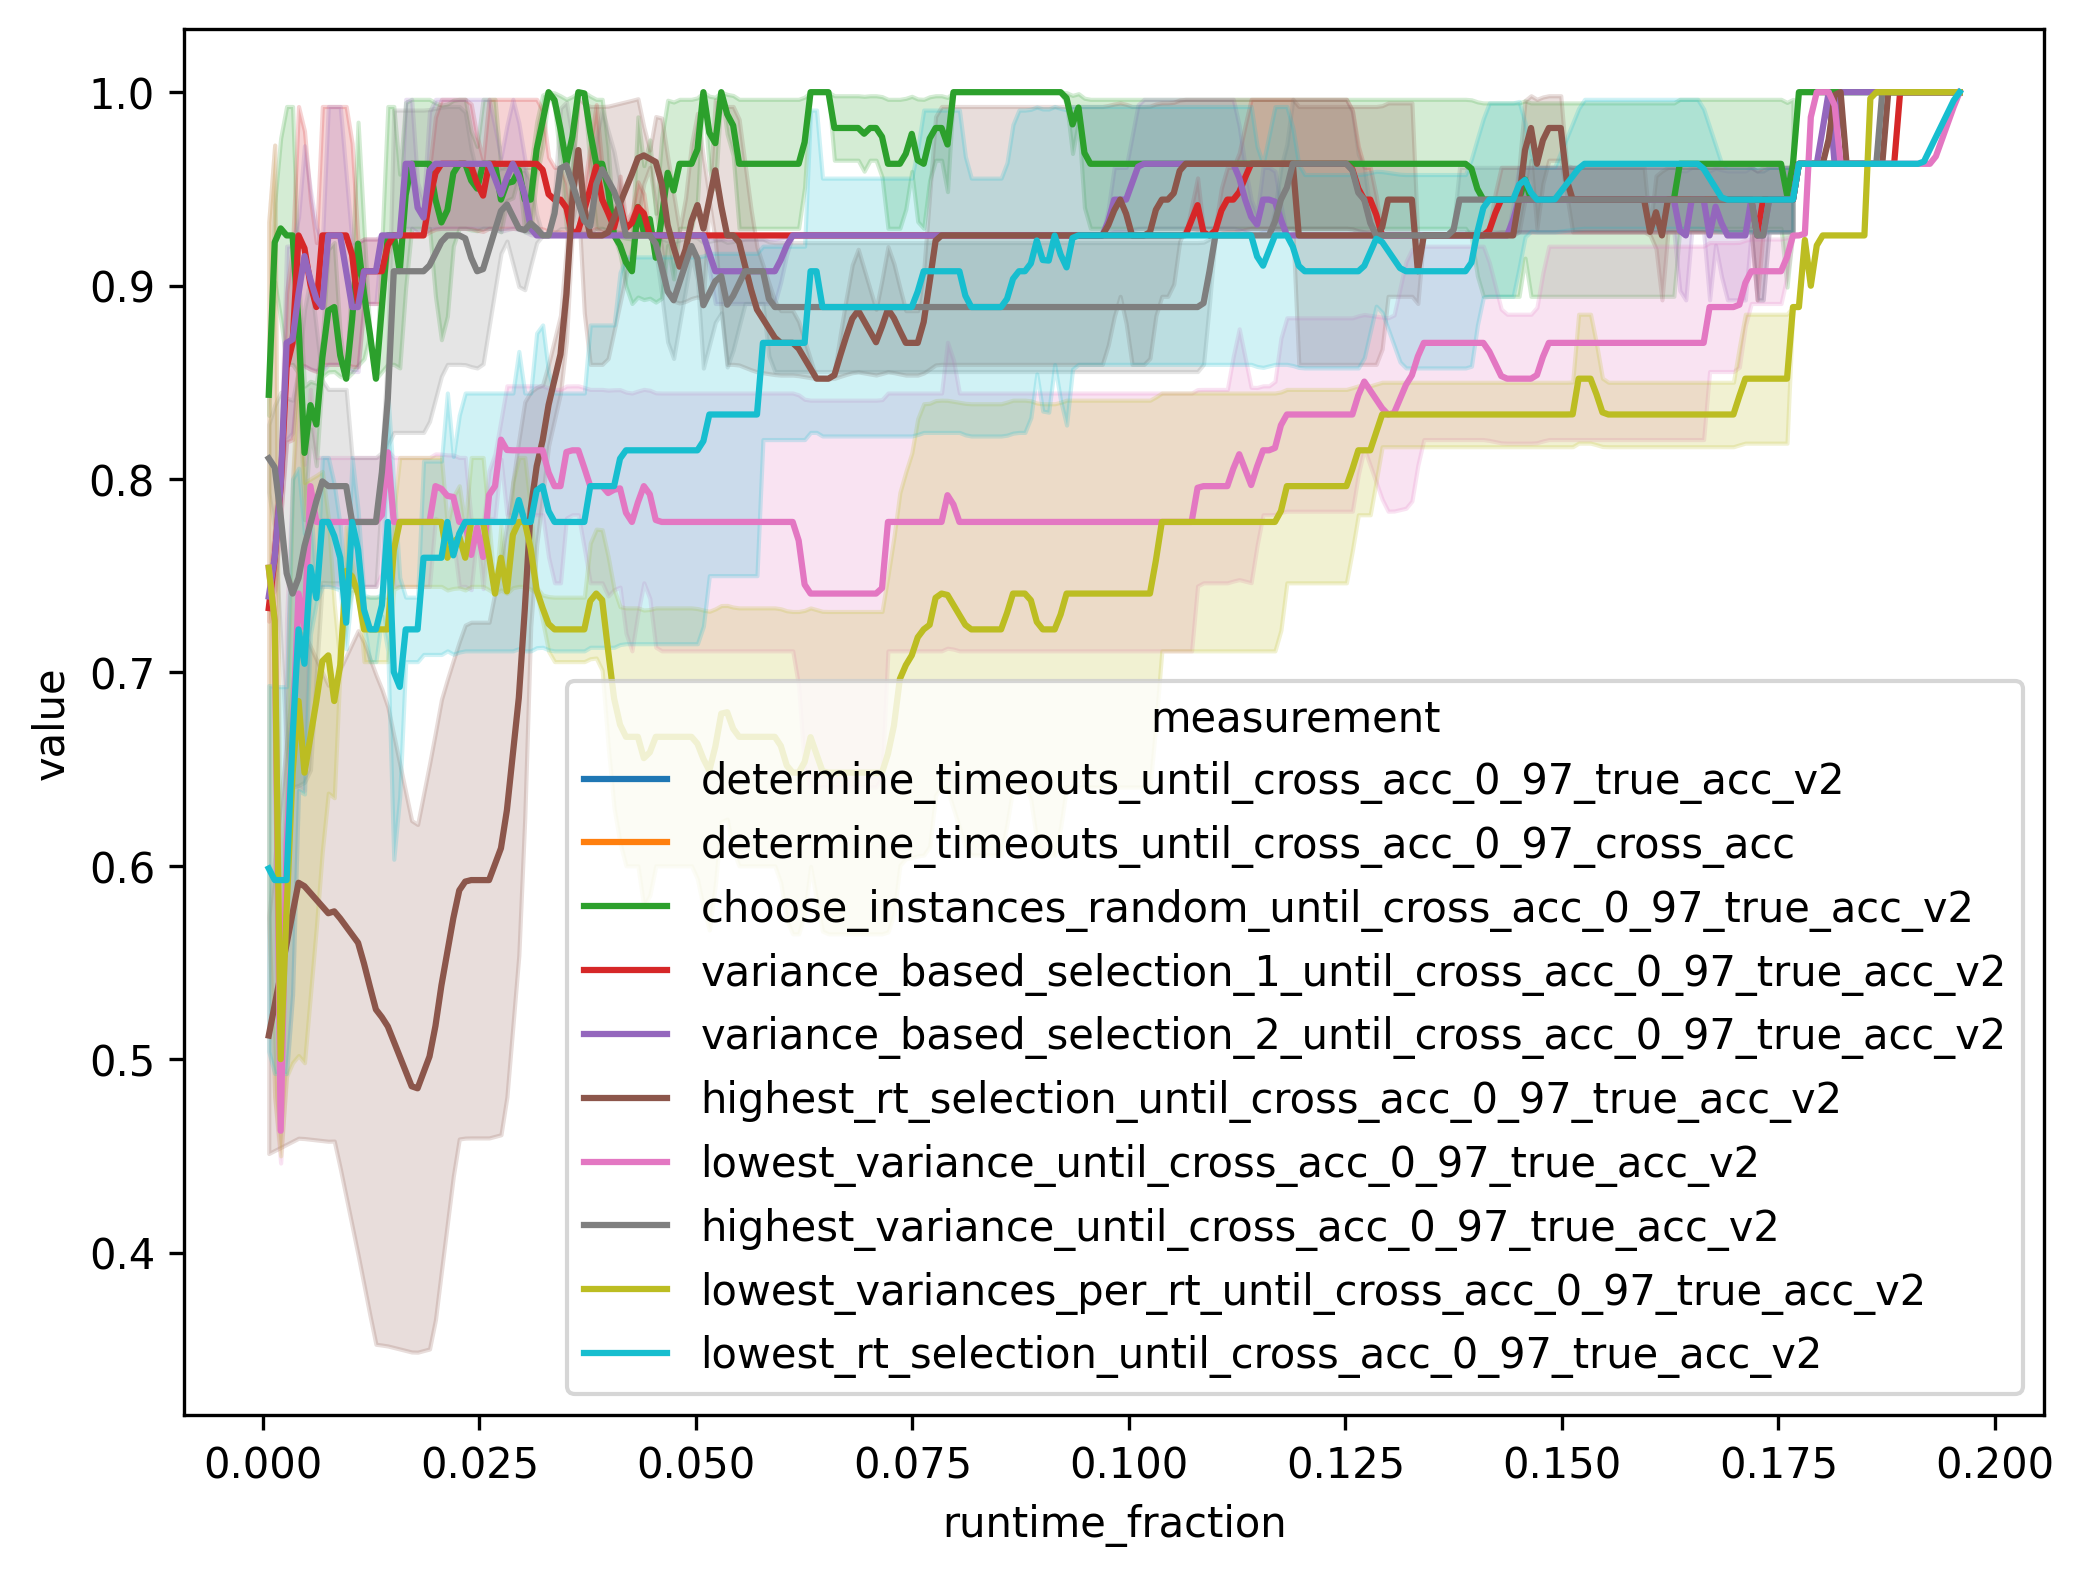 1.0
0.9
0.8
0.7
0.6
0.5
0.4
value
measurement
determine_timeouts_until_cross_acc_0_97_true_acc_v2
determine_timeouts_until_cross_acc_0_97_cross_acc
choose_instances_random_until_cross_acc_0_97_true_acc_v2
variance_based_selection_1_until_cross_acc_0_97_true_acc_v2
variance_based_selection_2_until_cross_acc_0_97_true_acc_v2
highest_rt_selection_until_cross_acc_0_97_true_acc_v2
lowest_variance_until_cross_acc_0_97_true_acc_v2
highest_variance_until_cross_acc_0_97_true_acc_v2
lowest_variances_per_rt_until_cross_acc_0_97_true_acc_v2
lowest_rt_selection_until_cross_acc_0_97_true_acc_v2
0.000 0.025 0.050 0.075 0.100 0.125 0.150 0.175 0.200
runtime_fraction